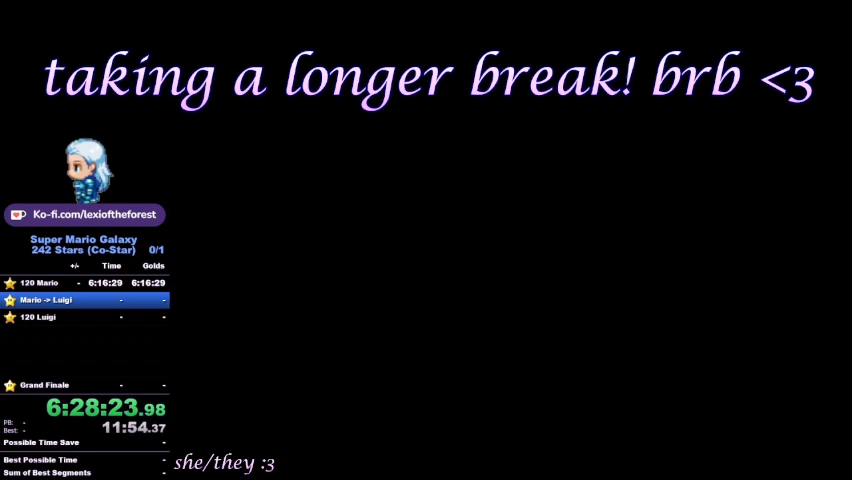 taking a longer break! brb <3
Ko-fi.com/lexioftheforest
Super Mario Galaxy
242 Stars (Co-Star) 0/1
+/- Time Golds
120 Mario - 6:16:29 6:16:29
Mario -> Luigi - -
120 Luigi - -
Grand Finale - -
6:28:23.98
PB: -
Best: -
11:54.37
Possible Time Save -
Best Possible Time -
Sum of Best Segments -
she/they :3